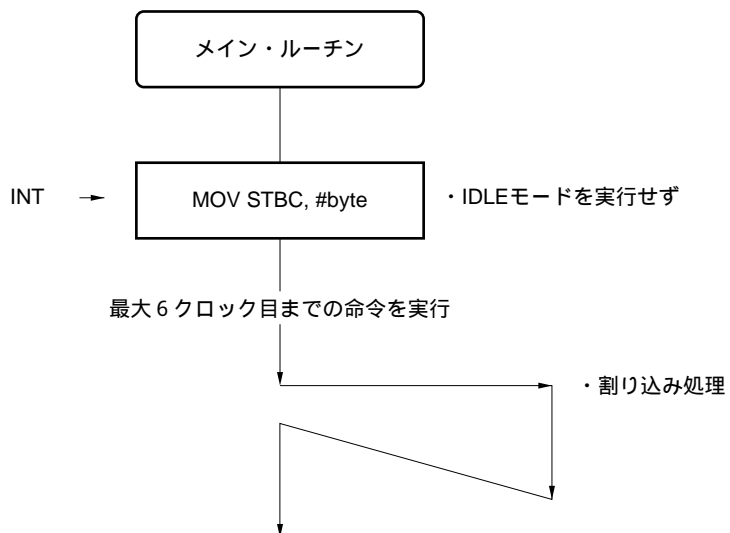 メイン・ルーチン
INT MOV STBC, #byte ・IDLEモードを実行せず
最大6クロック目までの命令を実行
・割り込み処理